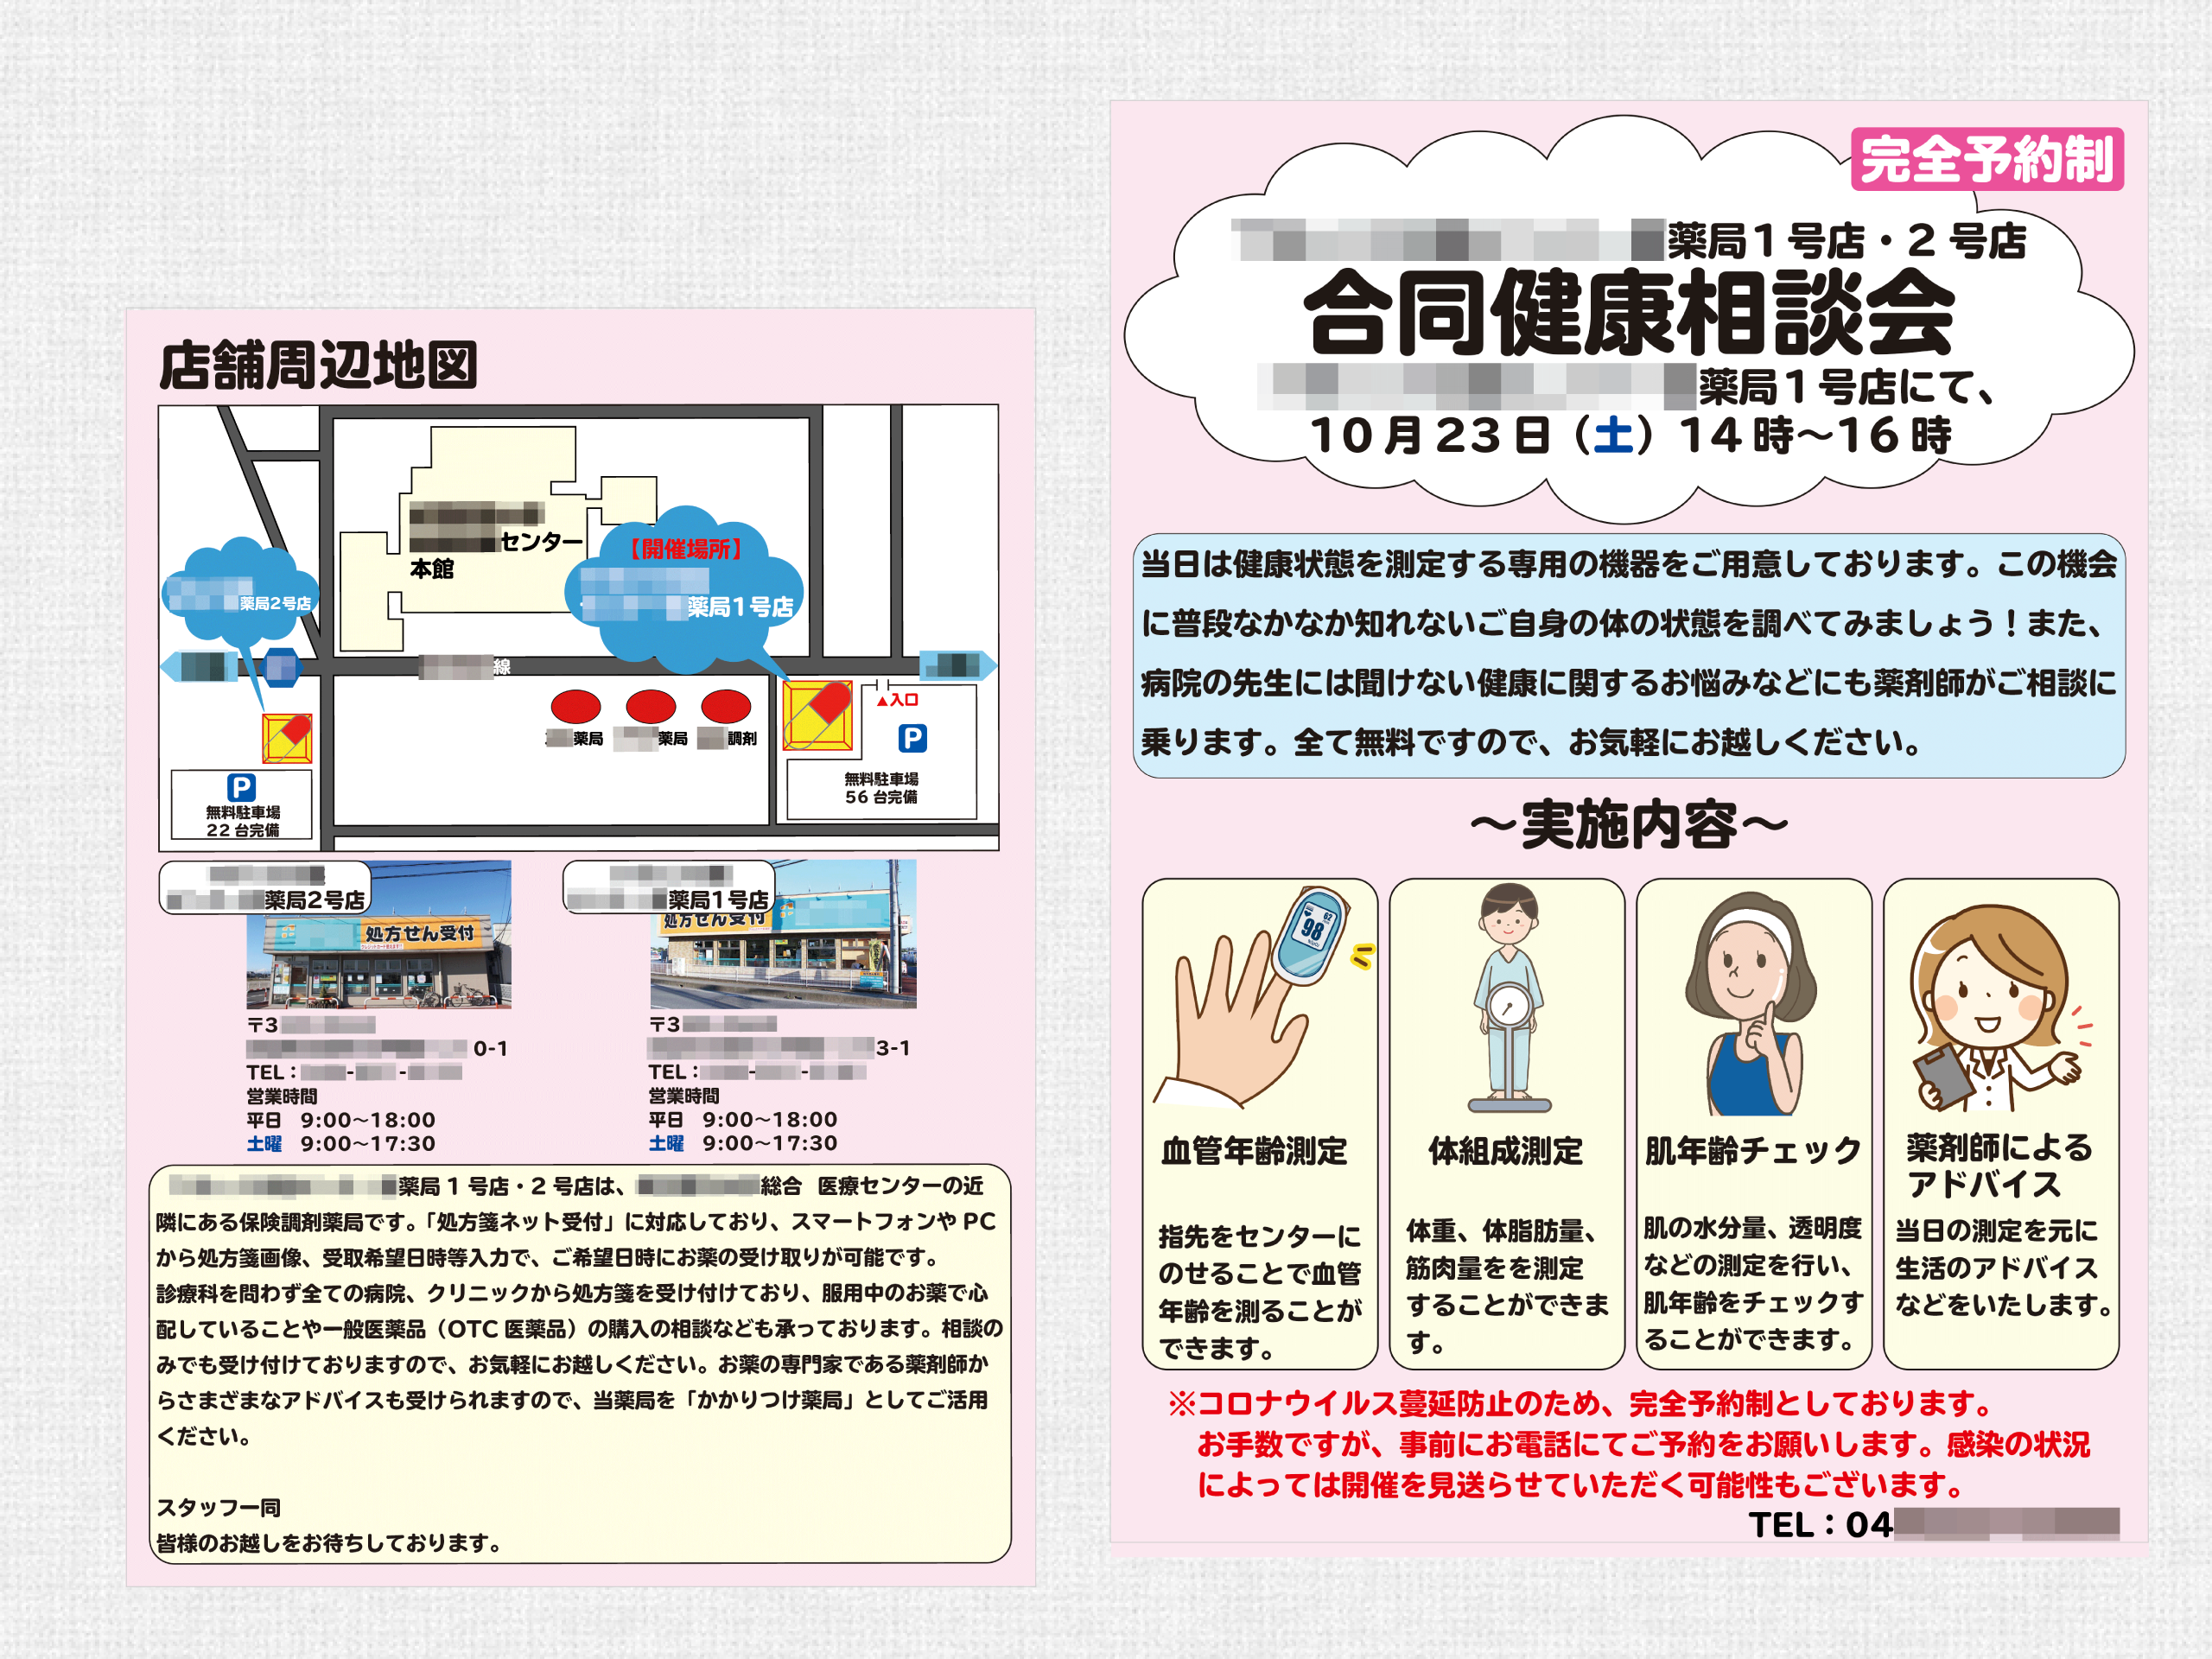 店舗周辺地図
センター
本館
【開催場所】
薬局1号店
薬局2号店
線
薬局
薬局
調剤
▲入口
P
無料駐車場
56台完備
P
無料駐車場
22台完備
薬局2号店
処方せん受付
〒3
0-1
TEL：
営業時間
平日 9:00〜18:00
土曜 9:00〜17:30
薬局1号店
処方せん受付
〒3
3-1
TEL：
営業時間
平日 9:00〜18:00
土曜 9:00〜17:30
薬局1号店・2号店は、総合 医療センターの近
隣にある保険調剤薬局です。「処方箋ネット受付」に対応しており、スマートフォンやPC
から処方箋画像、受取希望日時等入力で、ご希望日時にお薬の受け取りが可能です。
診療科を問わず全ての病院、クリニックから処方箋を受け付けており、服用中のお薬で心
配していることや一般医薬品（OTC医薬品）の購入の相談なども承っております。相談の
みでも受け付けておりますので、お気軽にお越しください。お薬の専門家である薬剤師か
らさまざまなアドバイスも受けられますので、当薬局を「かかりつけ薬局」としてご活用
ください。
スタッフ一同
皆様のお越しをお待ちしております。
完全予約制
薬局1号店・2号店
合同健康相談会
薬局1号店にて、
10月23日（土）14時〜16時
当日は健康状態を測定する専用の機器をご用意しております。この機会
に普段なかなか知れないご自身の体の状態を調べてみましょう！また、
病院の先生には聞けない健康に関するお悩みなどにも薬剤師がご相談に
乗ります。全て無料ですので、お気軽にお越しください。
〜実施内容〜
98
62
血管年齢測定
指先をセンターに
のせることで血管
年齢を測ることが
できます。
体組成測定
体重、体脂肪量、
筋肉量をを測定
することができま
す。
肌年齢チェック
肌の水分量、透明度
などの測定を行い、
肌年齢をチェックす
ることができます。
薬剤師による
アドバイス
当日の測定を元に
生活のアドバイス
などをいたします。
※コロナウイルス蔓延防止のため、完全予約制としております。
お手数ですが、事前にお電話にてご予約をお願いします。感染の状況
によっては開催を見送らせていただく可能性もございます。
TEL：04